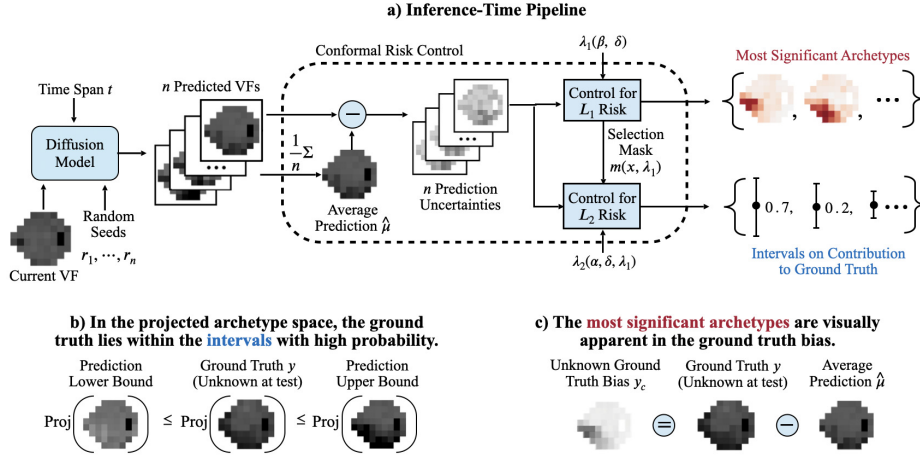 a) Inference-Time Pipeline
Conformal Risk Control
λ₁(β, δ)
Most Significant Archetypes
Time Span t
n Predicted VFs
Diffusion
Model
...
1/n Σ
−
...
Control for
L₁ Risk
{ , , ... }
Selection
Mask
m(x, λ₁)
Random
Seeds
r₁, ⋯, rₙ
Current VF
Average
Prediction μ̂
n Prediction
Uncertainties
Control for
L₂ Risk
{ 0.7, 0.2, ... }
λ₂(α, δ, λ₁)
Intervals on Contribution
to Ground Truth
b) In the projected archetype space, the ground
truth lies within the intervals with high probability.
Prediction
Lower Bound
Ground Truth y
(Unknown at test)
Prediction
Upper Bound
Proj( ) ≤ Proj( ) ≤ Proj( )
c) The most significant archetypes are visually
apparent in the ground truth bias.
Unknown Ground
Truth Bias y_c
Ground Truth y
(Unknown at test)
Average
Prediction μ̂
= −